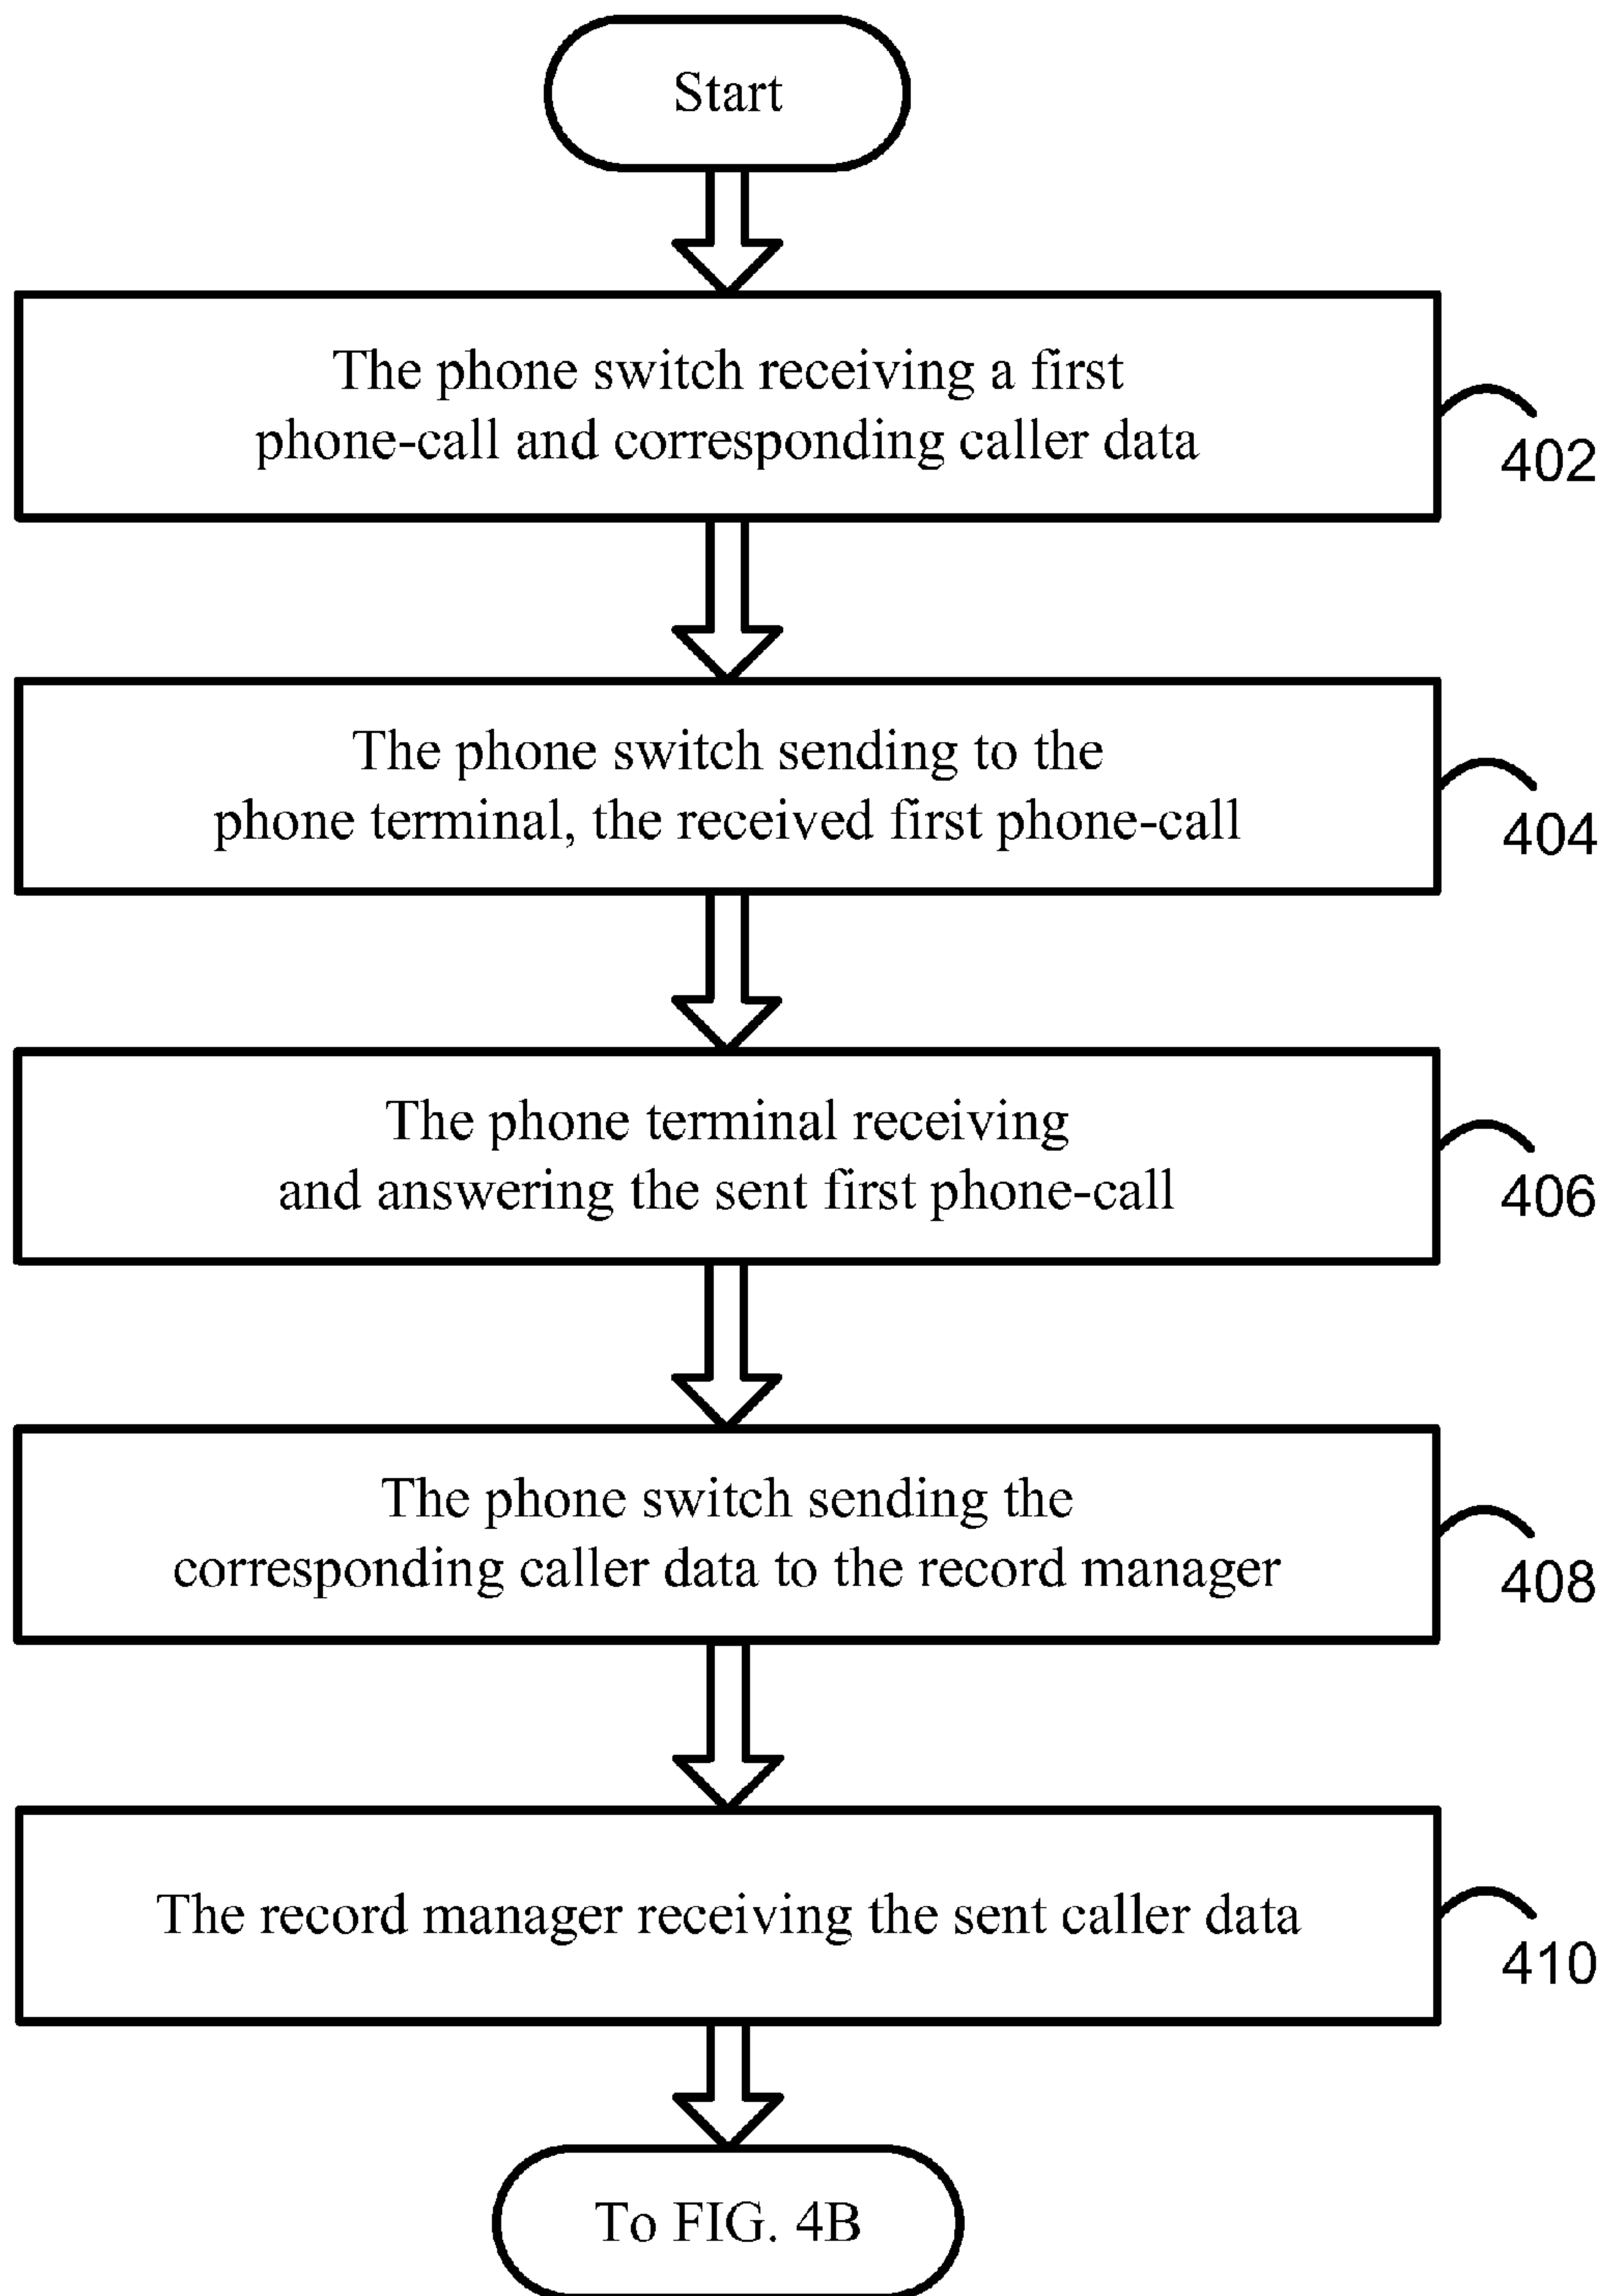 Start
The phone switch receiving a first
phone-call and corresponding caller data
402
The phone switch sending to the
phone terminal, the received first phone-call
404
The phone terminal receiving
and answering the sent first phone-call
406
The phone switch sending the
corresponding caller data to the record manager
408
The record manager receiving the sent caller data
410
To FIG. 4B